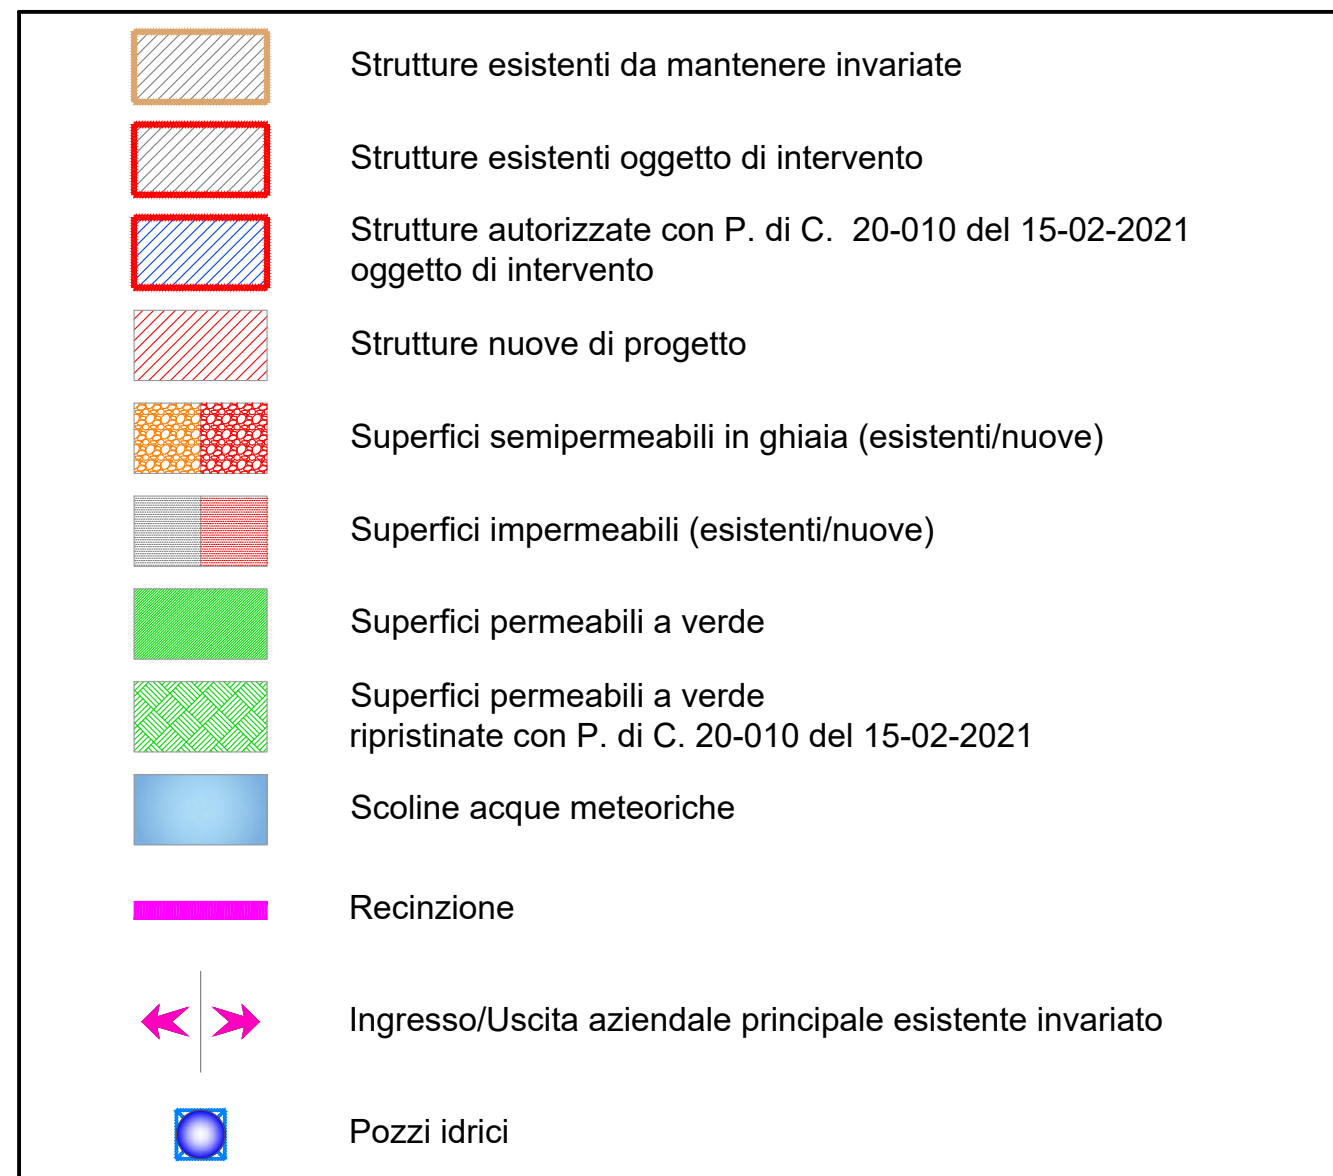 Strutture esistenti da mantenere invariate
Strutture esistenti oggetto di intervento
Strutture autorizzate con P. di C.  20-010 del 15-02-2021
oggetto di intervento
Strutture nuove di progetto
Superfici semipermeabili in ghiaia (esistenti/nuove)
Superfici impermeabili (esistenti/nuove)
Superfici permeabili a verde
Superfici permeabili a verde
ripristinate con P. di C. 20-010 del 15-02-2021
Scoline acque meteoriche
Recinzione
Ingresso/Uscita aziendale principale esistente invariato
Pozzi idrici